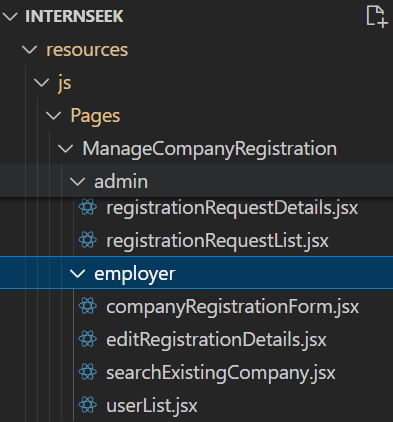 INTERNSEEK
resources
js
Pages
ManageCompanyRegistration
admin
registrationRequestDetails.jsx
registrationRequestList.jsx
employer
companyRegistrationForm.jsx
editRegistrationDetails.jsx
searchExistingCompany.jsx
userList.jsx